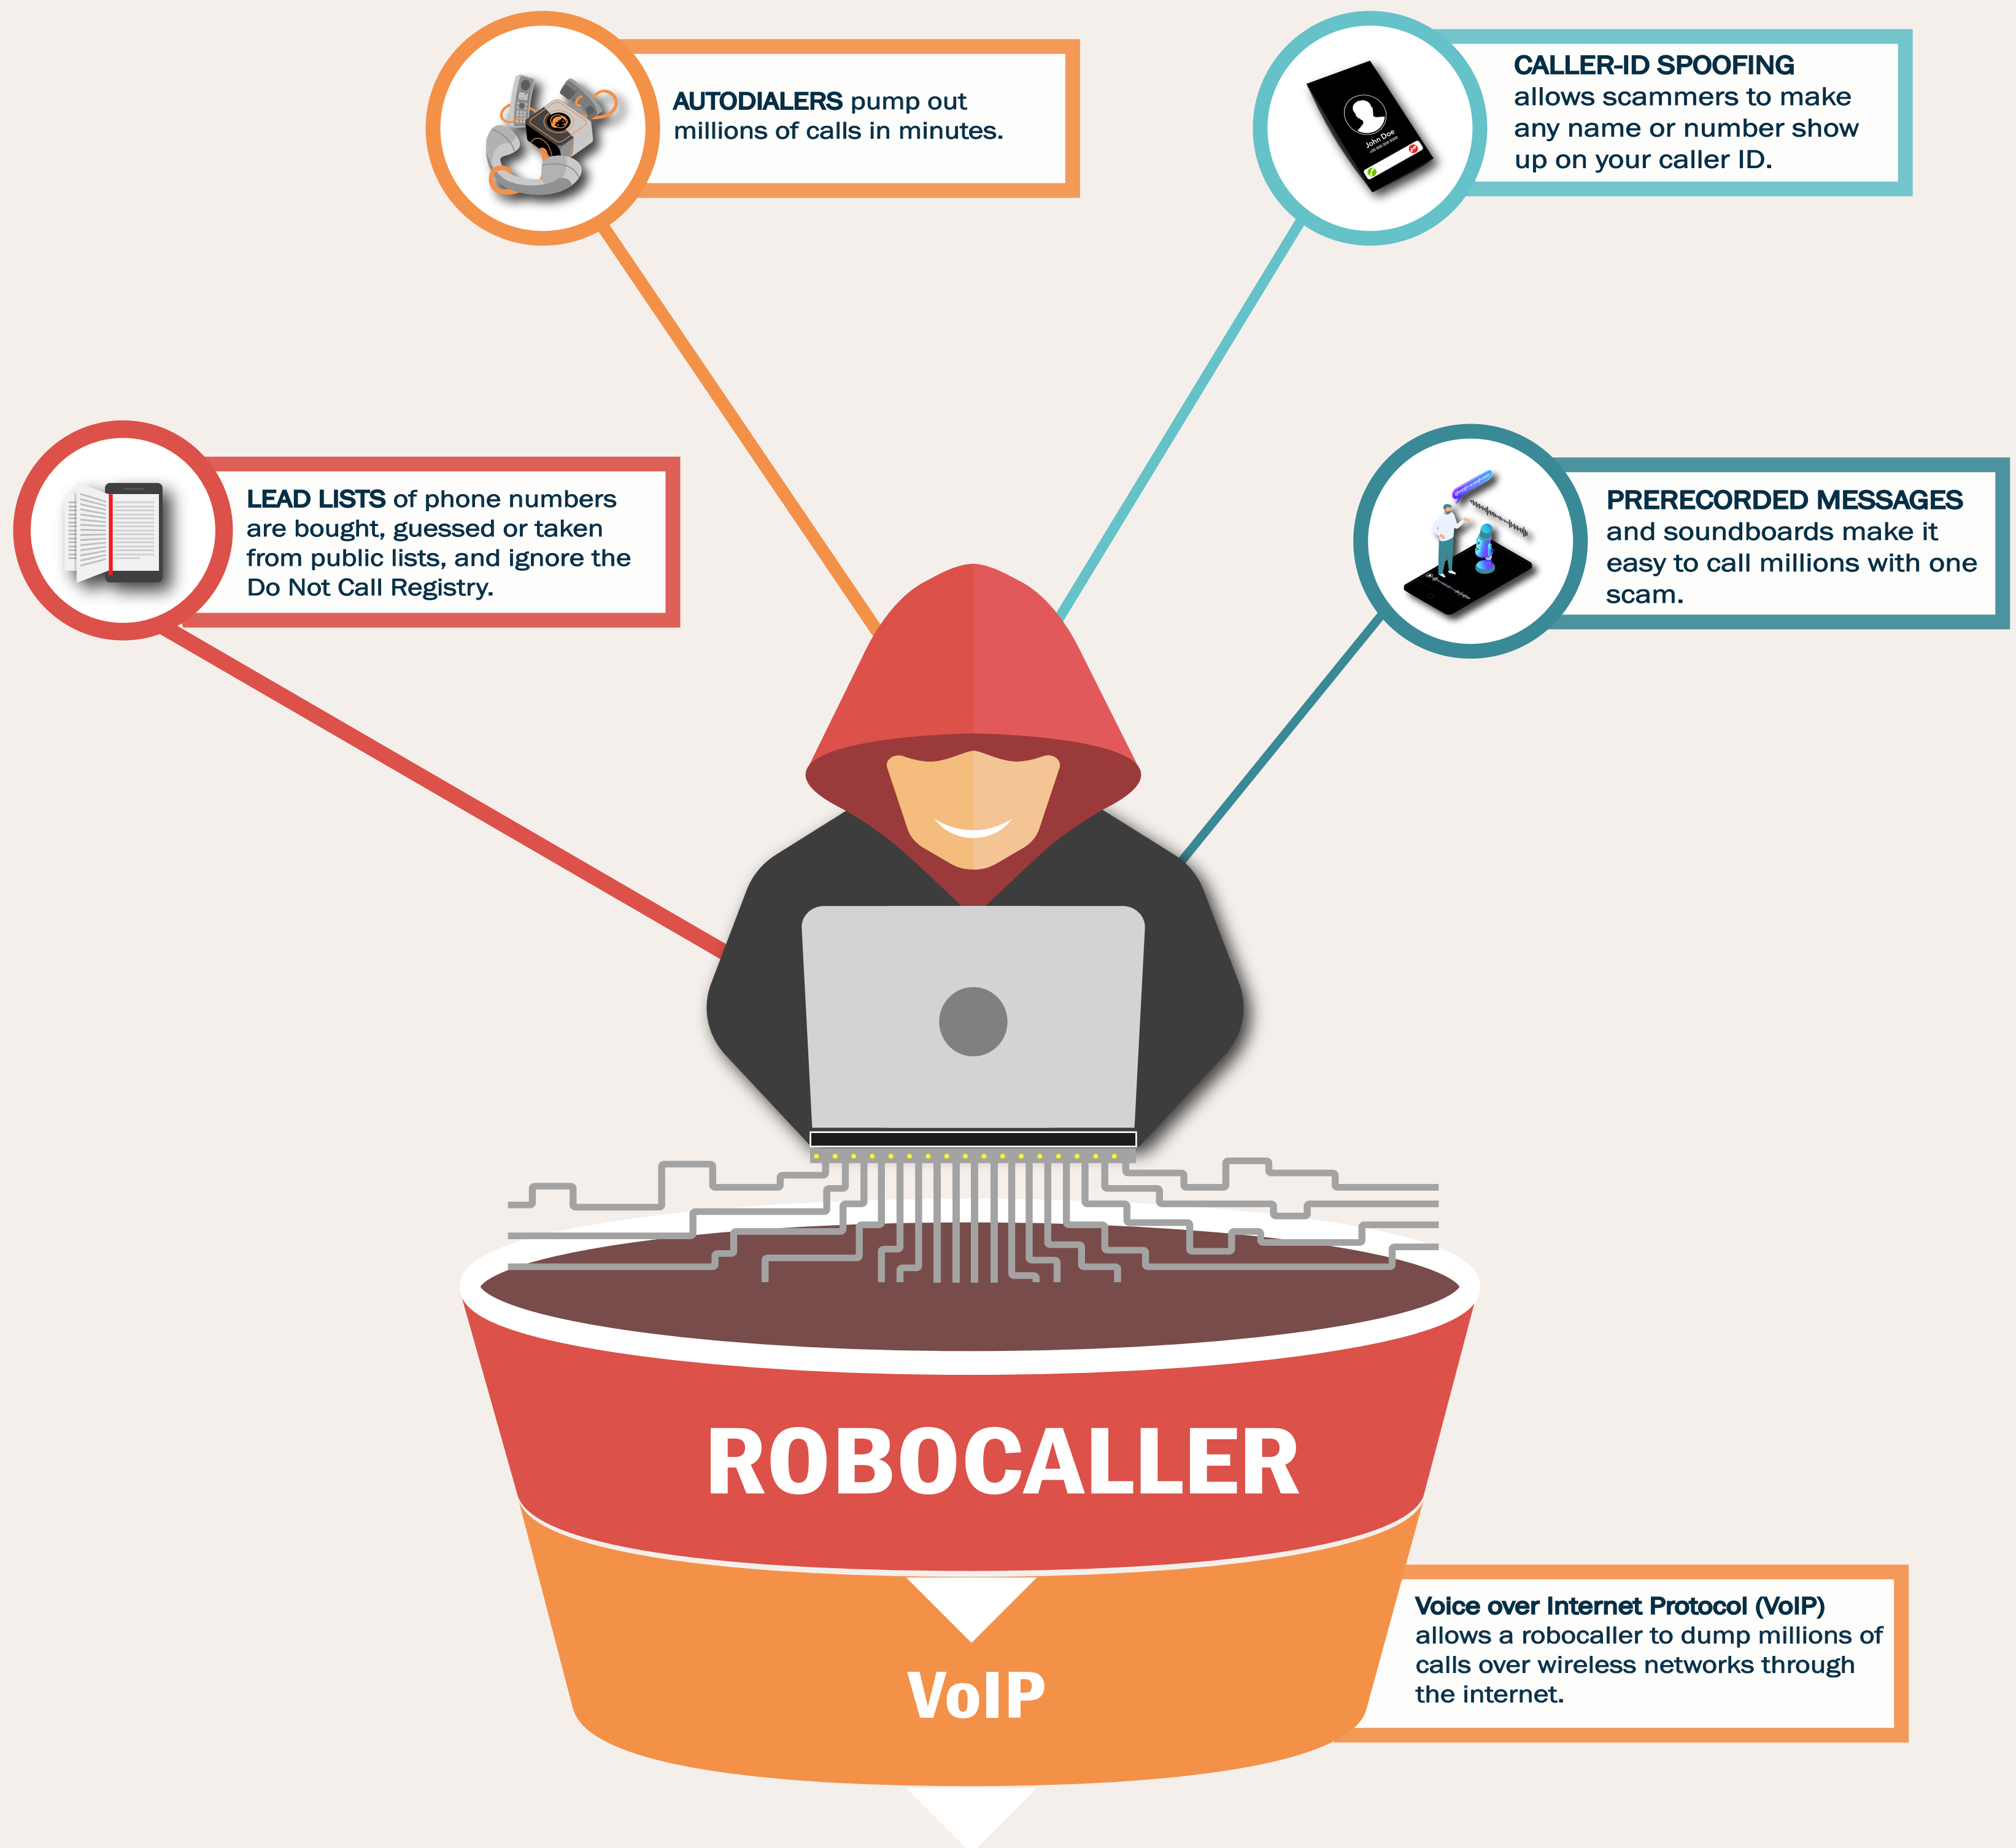 AUTODIALERS pump out
millions of calls in minutes.
CALLER-ID SPOOFING
allows scammers to make
any name or number show
up on your caller ID.
John Doe
LEAD LISTS of phone numbers
are bought, guessed or taken
from public lists, and ignore the
Do Not Call Registry.
PRERECORDED MESSAGES
and soundboards make it
easy to call millions with one
scam.
ROBOCALLER
VoIP
Voice over Internet Protocol (VoIP)
allows a robocaller to dump millions of
calls over wireless networks through
the internet.